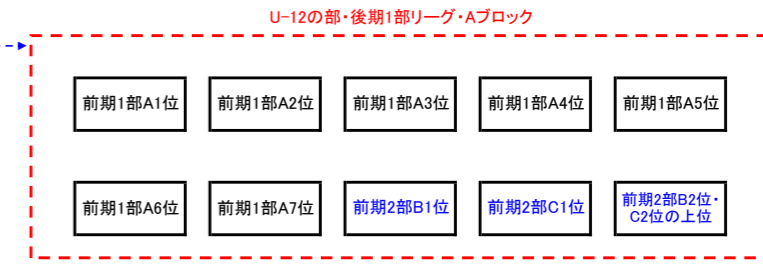 U-12の部・後期1部リーグ・Aブロック
前期1部A1位
前期1部A2位
前期1部A3位
前期1部A4位
前期1部A5位
前期1部A6位
前期1部A7位
前期2部B1位
前期2部C1位
前期2部B2位・
C2位の上位